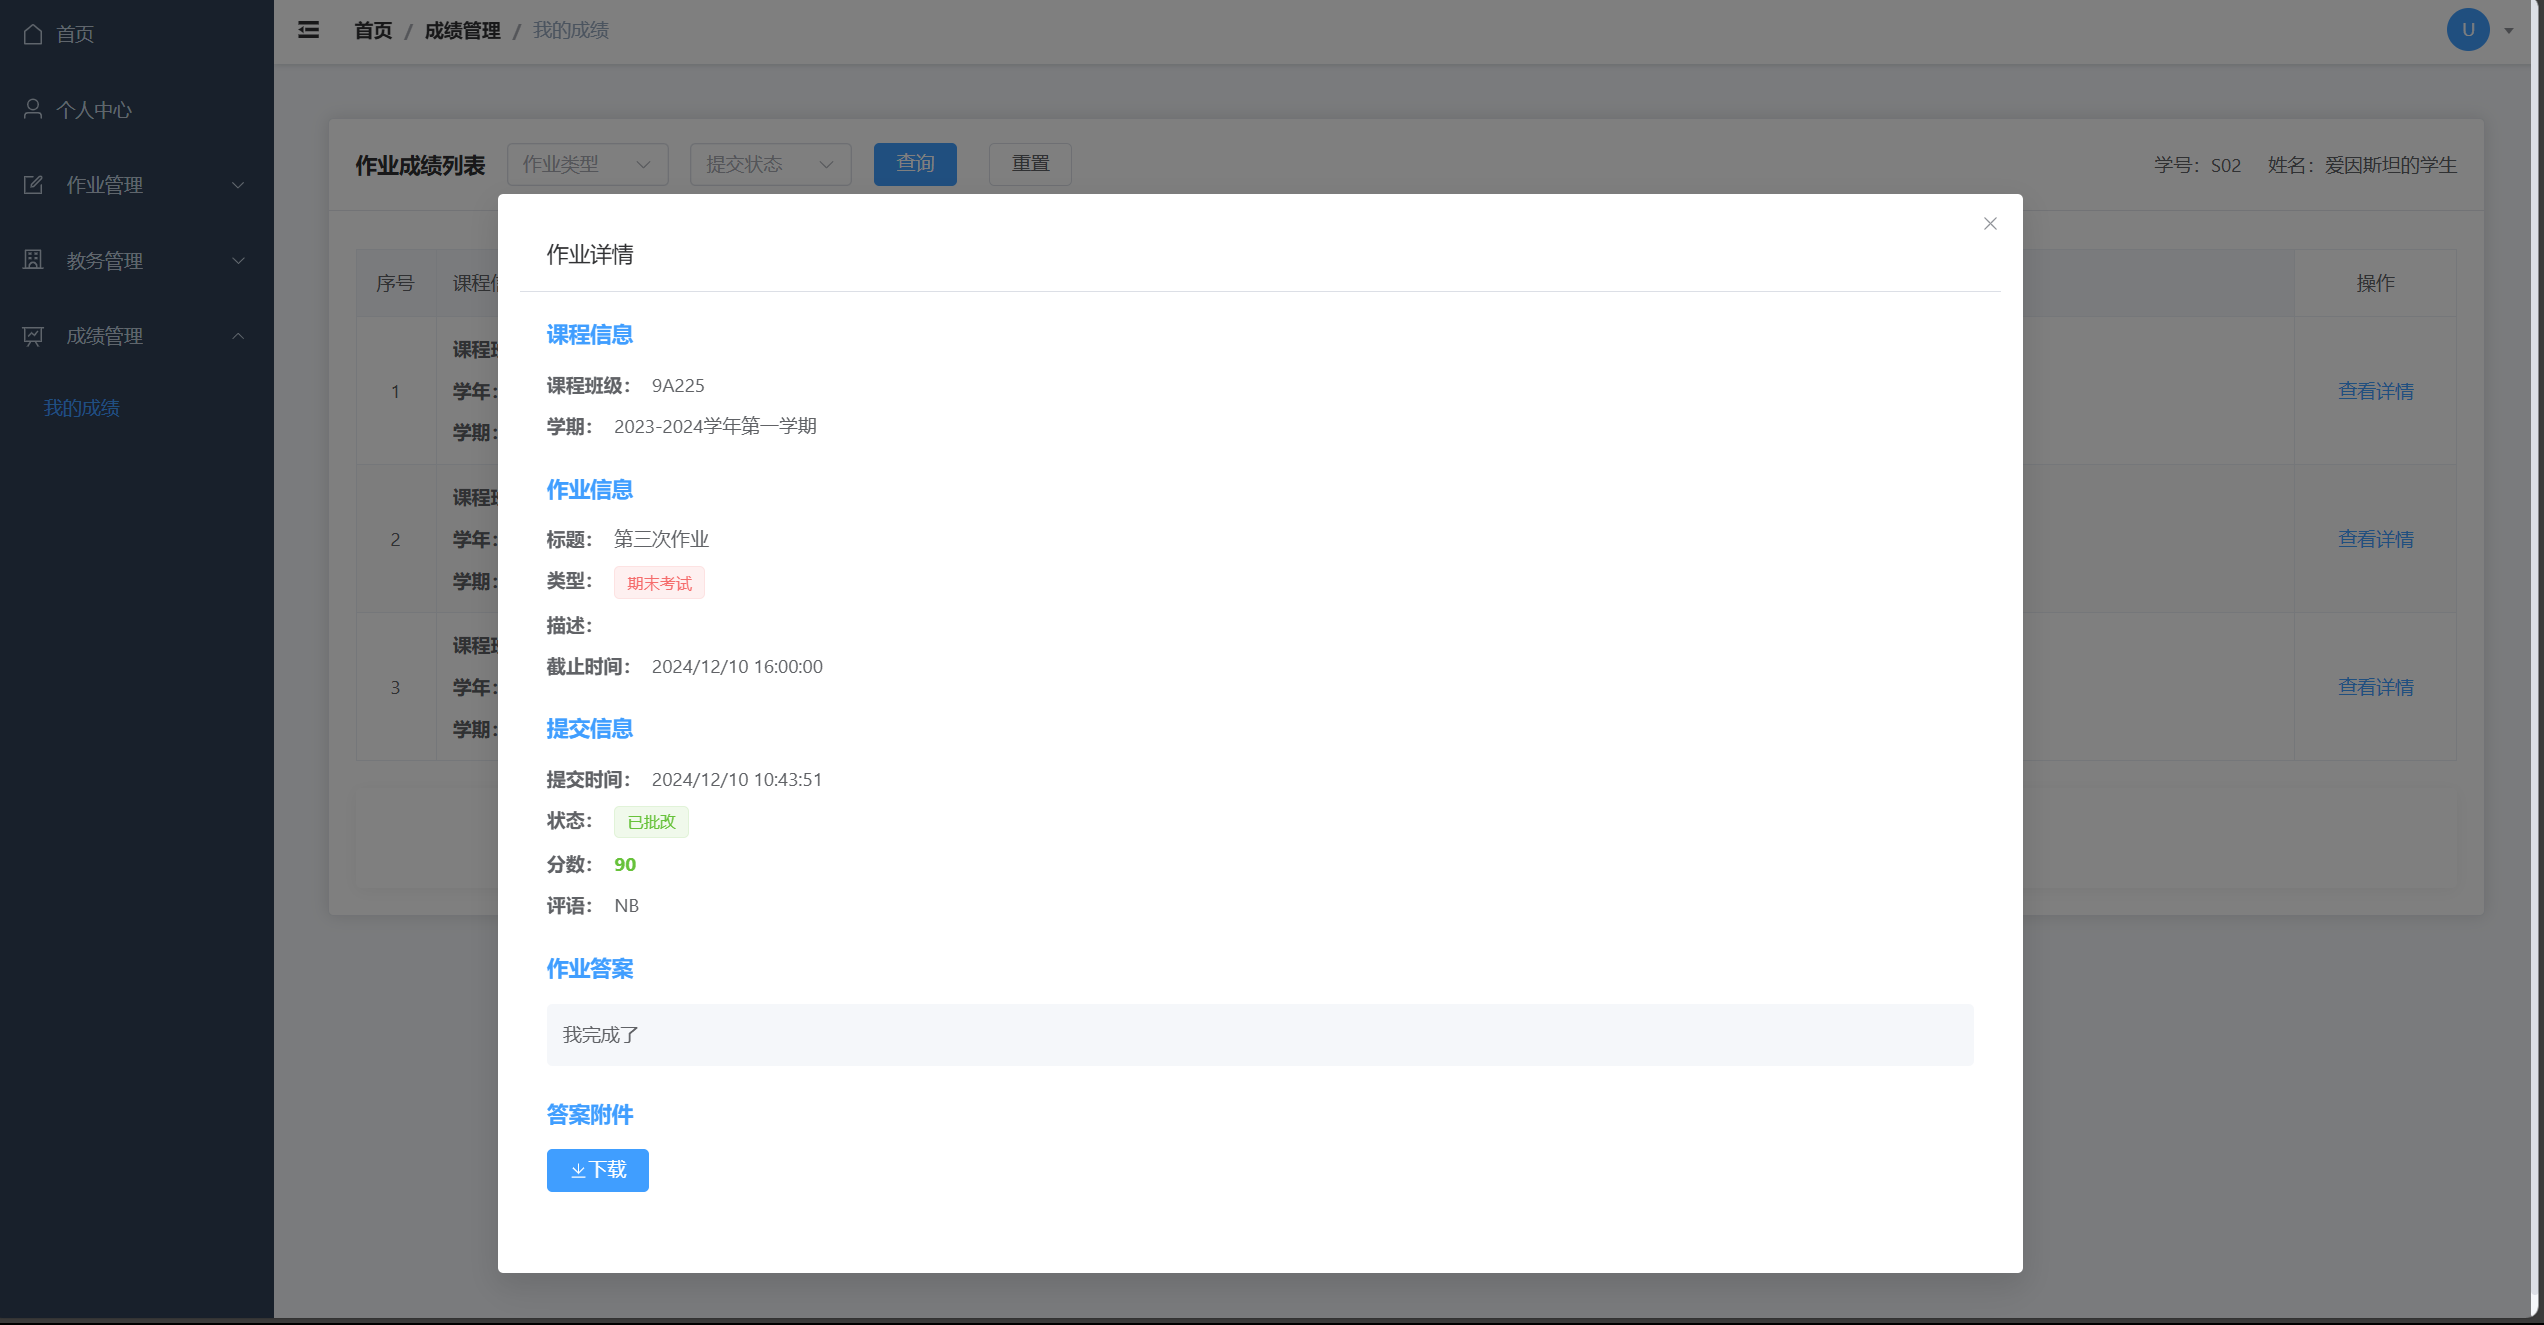 首页
个人中心
作业管理
教务管理
成绩管理
我的成绩
首页 / 成绩管理 / 我的成绩
U
作业成绩列表 作业类型 提交状态 查询 重置 学号：S02 姓名：爱因斯坦的学生
序号 课程 操作
1 课程
学年： 查看详情
学期：
2 课程
学年： 查看详情
学期：
3 课程
学年： 查看详情
学期：
作业详情
课程信息
课程班级： 9A225
学期： 2023-2024学年第一学期
作业信息
标题： 第三次作业
类型： 期末考试
描述：
截止时间： 2024/12/10 16:00:00
提交信息
提交时间： 2024/12/10 10:43:51
状态： 已批改
分数： 90
评语： NB
作业答案
我完成了
答案附件
下载